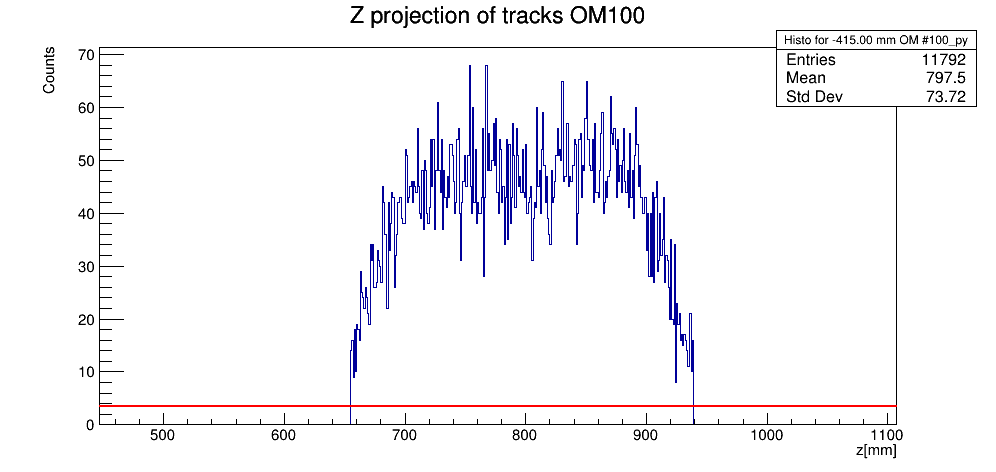 Z projection of tracks OM100
Histo for -415.00 mm OM #100_py
Entries 11792
Mean 797.5
Std Dev 73.72
Counts
70
60
50
40
30
20
10
0
500 600 700 800 900 1000 1100
z[mm]